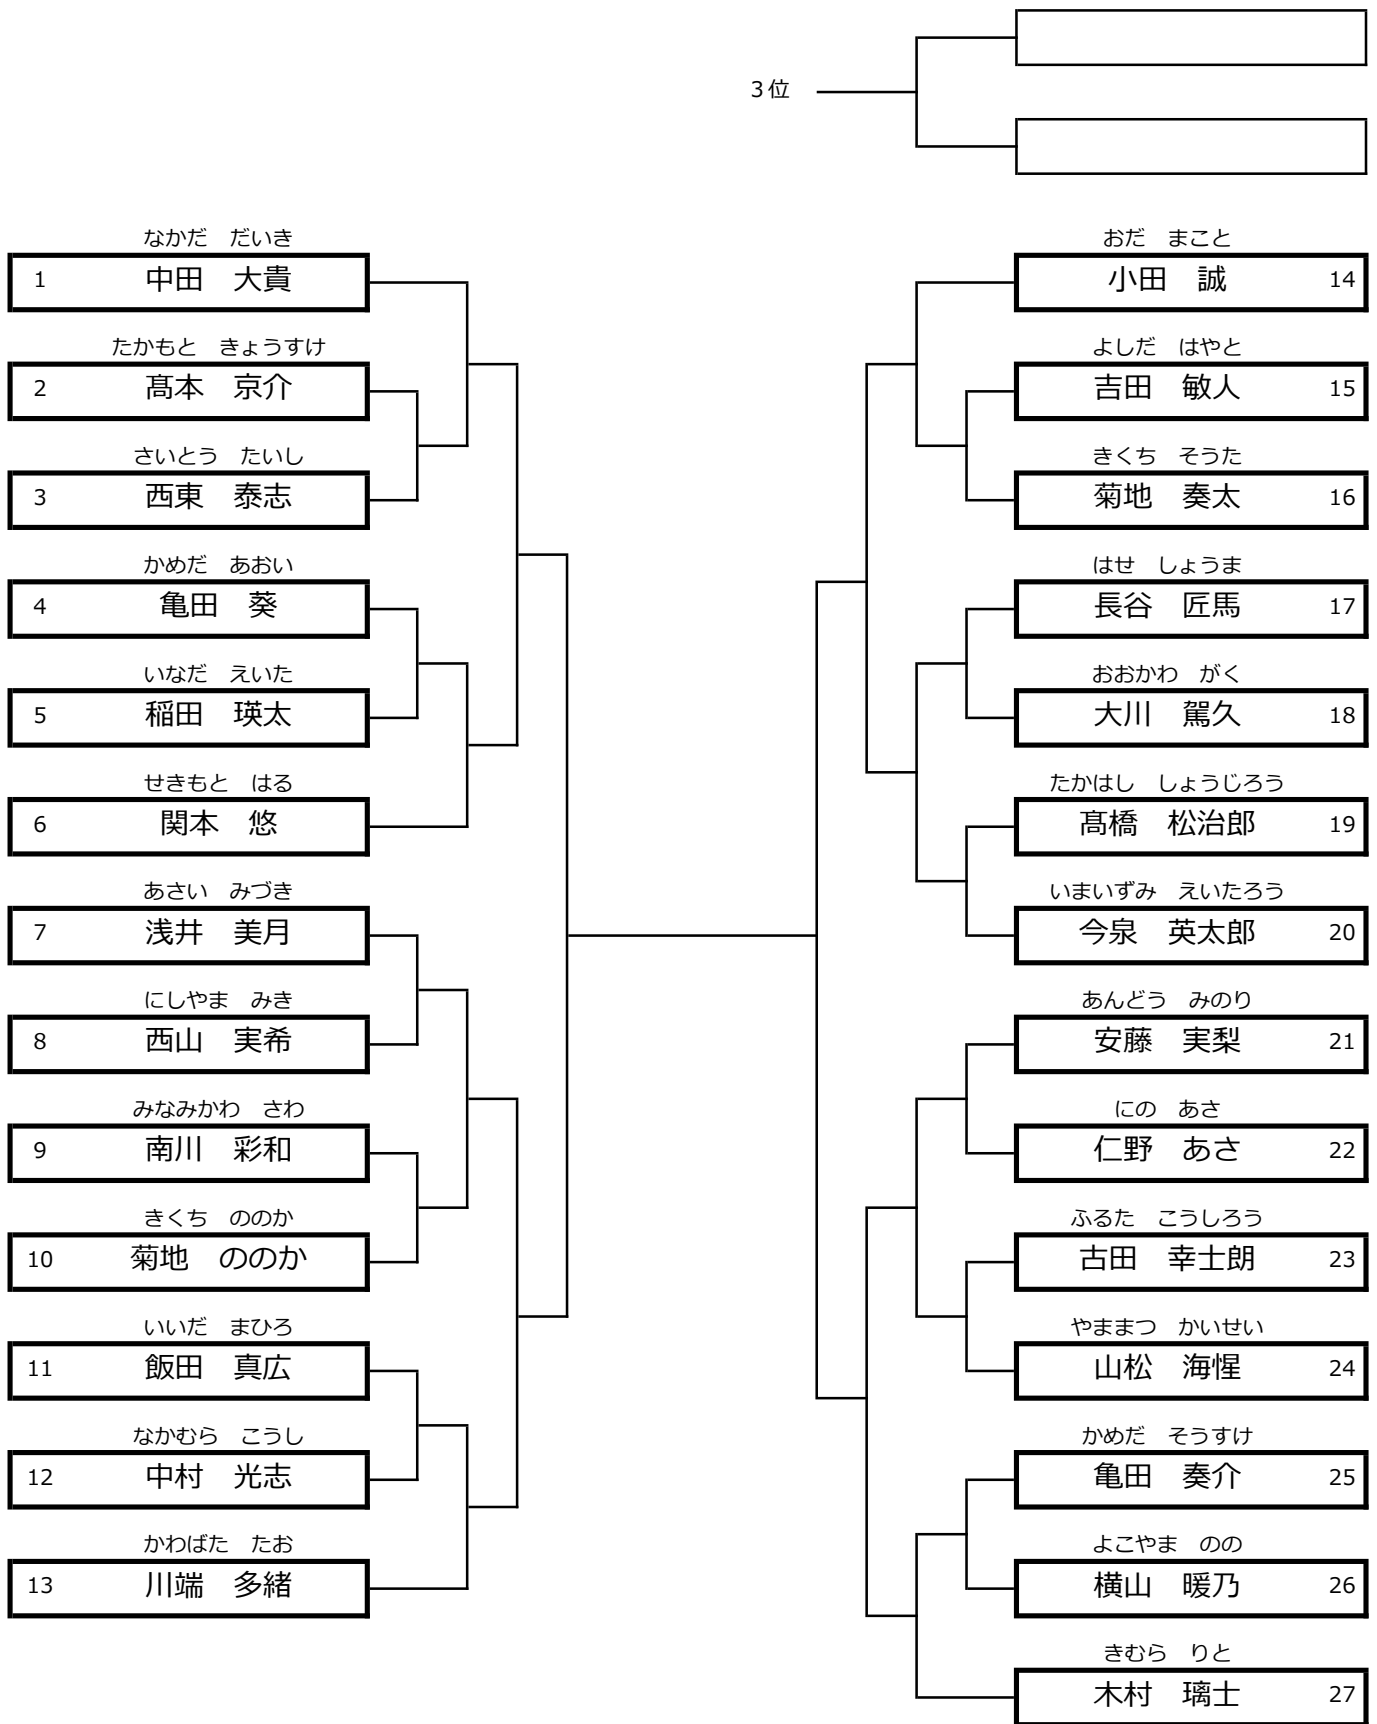 3位
なかだ　だいき
1 中田　大貴
たかもと　きょうすけ
2 髙本　京介
さいとう　たいし
3 西東　泰志
かめだ　あおい
4 亀田　葵
いなだ　えいた
5 稲田　瑛太
せきもと　はる
6 関本　悠
あさい　みづき
7 浅井　美月
にしやま　みき
8 西山　実希
みなみかわ　さわ
9 南川　彩和
きくち　ののか
10 菊地　ののか
いいだ　まひろ
11 飯田　真広
なかむら　こうし
12 中村　光志
かわばた　たお
13 川端　多緒
おだ　まこと
小田　誠 14
よしだ　はやと
吉田　敏人 15
きくち　そうた
菊地　奏太 16
はせ　しょうま
長谷　匠馬 17
おおかわ　がく
大川　駕久 18
たかはし　しょうじろう
髙橋　松治郎 19
いまいずみ　えいたろう
今泉　英太郎 20
あんどう　みのり
安藤　実梨 21
にの　あさ
仁野　あさ 22
ふるた　こうしろう
古田　幸士朗 23
やままつ　かいせい
山松　海惺 24
かめだ　そうすけ
亀田　奏介 25
よこやま　のの
横山　暖乃 26
きむら　りと
木村　璃士 27